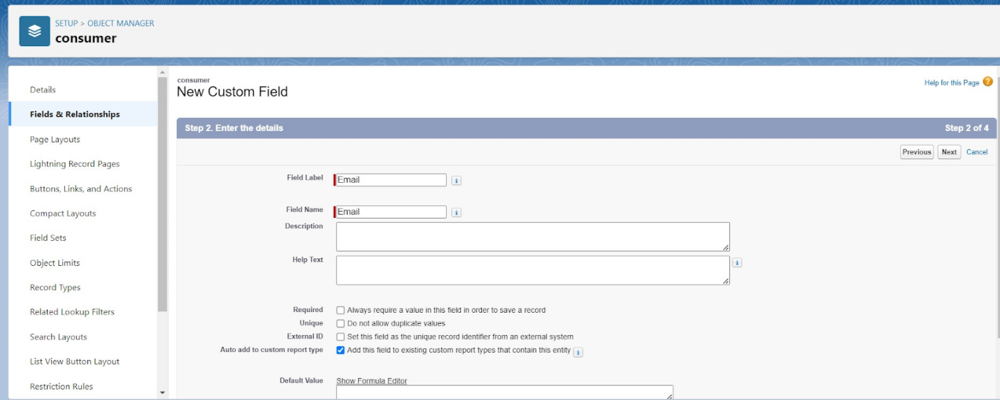 SETUP > OBJECT MANAGER
consumer
Details
Fields & Relationships
Page Layouts
Lightning Record Pages
Buttons, Links, and Actions
Compact Layouts
Field Sets
Object Limits
Record Types
Related Lookup Filters
Search Layouts
List View Button Layout
Restriction Rules
consumer
New Custom Field
Help for this Page ?
Step 2. Enter the details Step 2 of 4
Previous Next Cancel
Field Label Email i
Field Name Email i
Description
Help Text i
Required Always require a value in this field in order to save a record
Unique Do not allow duplicate values
External ID Set this field as the unique record identifier from an external system
Auto add to custom report type Add this field to existing custom report types that contain this entity i
Default Value Show Formula Editor